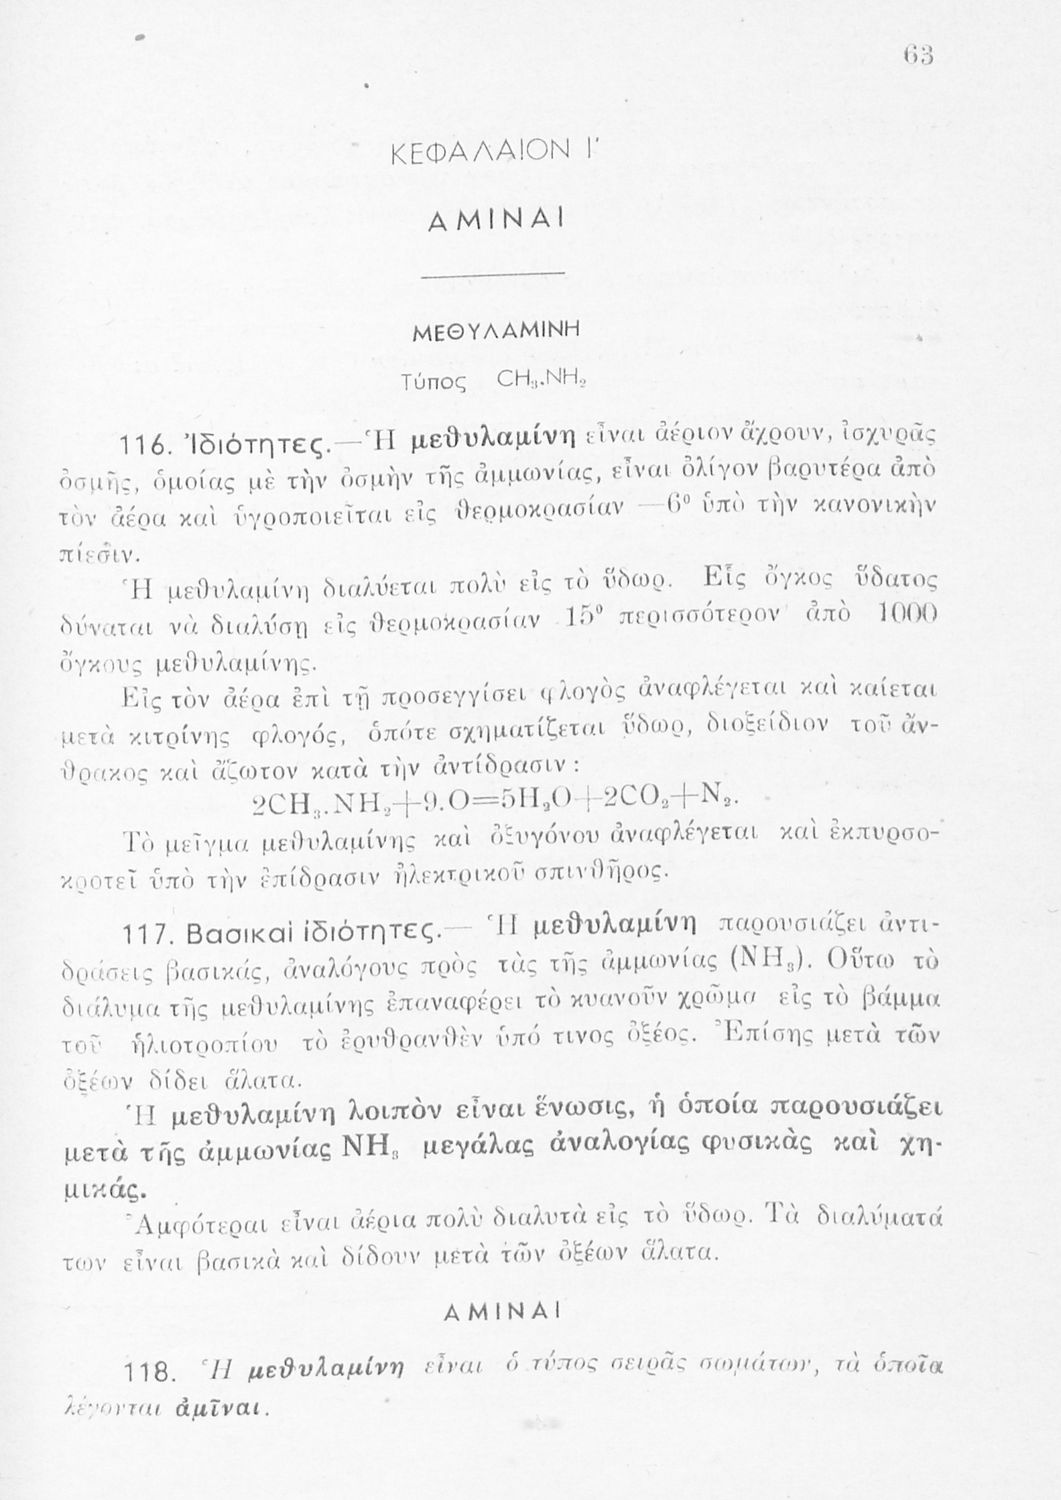 63
ΚΕΦΑΛΑΙΟΝ Ι΄
ΑΜΙΝΑΙ
ΜΕΘΥΛΑΜΙΝΗ
Τύπος CH₃.NH₂
116. Ἰδιότητες.—Ἡ μεθυλαμίνη εἶναι ἀέριον ἄχρουν, ἰσχυρᾶς
ὀσμῆς, ὁμοίας μὲ τὴν ὀσμὴν τῆς ἀμμωνίας, εἶναι ὀλίγον βαρυτέρα ἀπὸ
τὸν ἀέρα καὶ ὑγροποιεῖται εἰς θερμοκρασίαν —6⁰ ὑπὸ τὴν κανονικὴν
πίεσιν.
Ἡ μεθυλαμίνη διαλύεται πολὺ εἰς τὸ ὕδωρ. Εἷς ὄγκος ὕδατος
δύναται νὰ διαλύσῃ εἰς θερμοκρασίαν 15⁰ περισσότερον ἀπὸ 1000
ὄγκους μεθυλαμίνης.
Εἰς τὸν ἀέρα ἐπὶ τῇ προσεγγίσει φλογὸς ἀναφλέγεται καὶ καίεται
μετὰ κιτρίνης φλογός, ὁπότε σχηματίζεται ὕδωρ, διοξείδιον τοῦ ἄν-
θρακος καὶ ἄζωτον κατὰ τὴν ἀντίδρασιν :
2CH₃.NH₂+9.O=5H₂O+2CO₂+N₂.
Τὸ μεῖγμα μεθυλαμίνης καὶ ὀξυγόνου ἀναφλέγεται καὶ ἐκπυρσο-
κροτεῖ ὑπὸ τὴν ἐπίδρασιν ἠλεκτρικοῦ σπινθῆρος.
117. Βασικαὶ ἰδιότητες.— Ἡ μεθυλαμίνη παρουσιάζει ἀντι-
δράσεις βασικάς, ἀναλόγους πρὸς τὰς τῆς ἀμμωνίας (NH₃). Οὕτω τὸ
διάλυμα τῆς μεθυλαμίνης ἐπαναφέρει τὸ κυανοῦν χρῶμα εἰς τὸ βάμμα
τοῦ ἡλιοτροπίου τὸ ἐρυθρανθὲν ὑπό τινος ὀξέος. Ἐπίσης μετὰ τῶν
ὀξέων δίδει ἅλατα.
Ἡ μεθυλαμίνη λοιπὸν εἶναι ἕνωσις, ἡ ὁποία παρουσιάζει
μετὰ τῆς ἀμμωνίας NH₃ μεγάλας ἀναλογίας φυσικὰς καὶ χη-
μικάς.
Ἀμφότεραι εἶναι ἀέρια πολὺ διαλυτὰ εἰς τὸ ὕδωρ. Τὰ διαλύματά
των εἶναι βασικὰ καὶ δίδουν μετὰ τῶν ὀξέων ἅλατα.
ΑΜΙΝΑΙ
118. Ἡ μεθυλαμίνη εἶναι ὁ τύπος σειρᾶς σωμάτων, τὰ ὁποῖα
λέγονται ἀμῖναι.